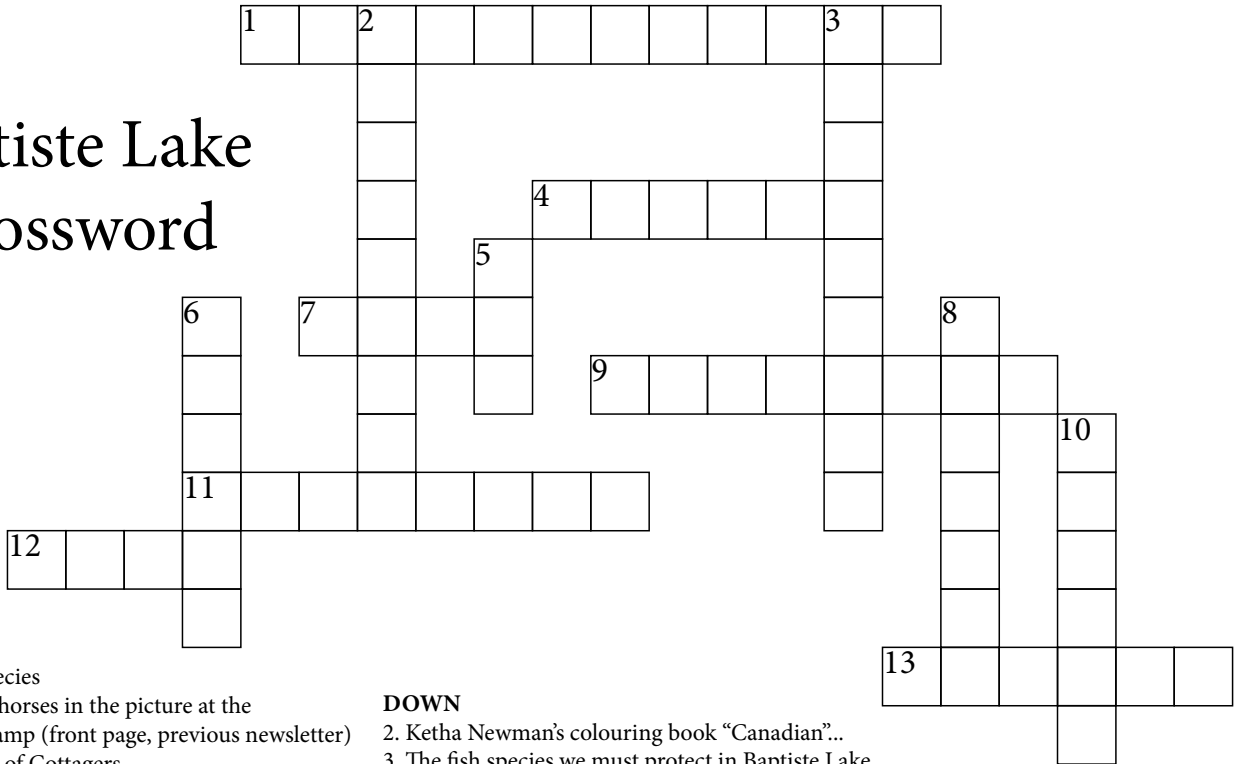 1 2 3
tiste Lake
4
ossword
5
6 7 8
9
10
11
12
13
ecies
horses in the picture at the
amp (front page, previous newsletter)
of Cottagers
DOWN
2. Ketha Newman’s colouring book “Canadian”...
3. The fish species we must protect in Baptiste Lake